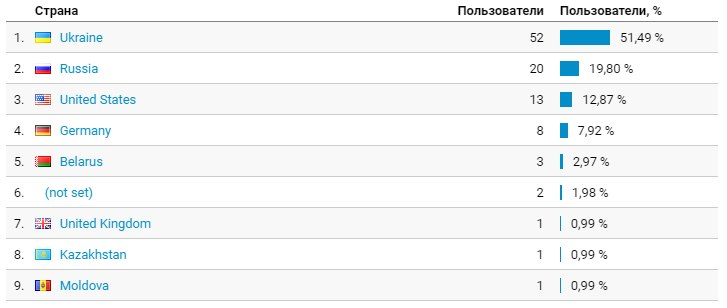 Страна Пользователи Пользователи, %
1. Ukraine 52 51,49 %
2. Russia 20 19,80 %
3. United States 13 12,87 %
4. Germany 8 7,92 %
5. Belarus 3 2,97 %
6. (not set) 2 1,98 %
7. United Kingdom 1 0,99 %
8. Kazakhstan 1 0,99 %
9. Moldova 1 0,99 %